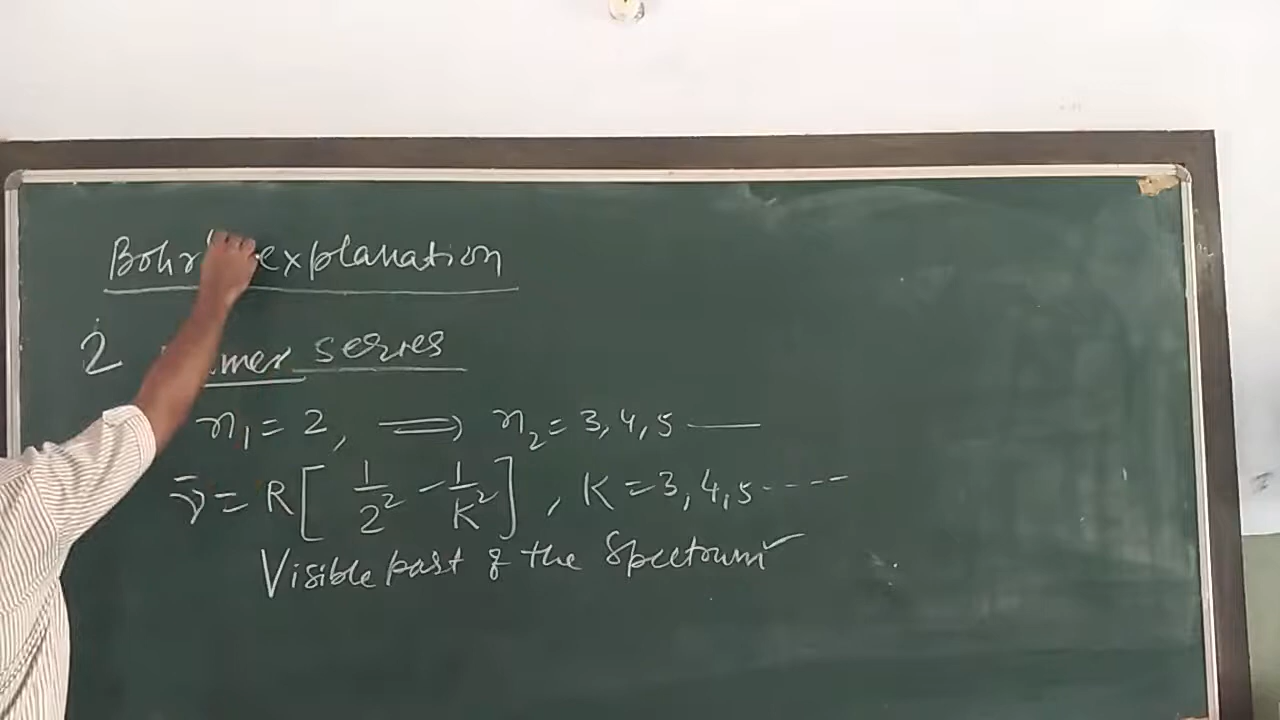 Bohr explanation
2 series
n₁ = 2, ⟹ n₂ = 3, 4, 5 —
ν̄ = R[1/2² − 1/K²], K = 3, 4, 5 ----
Visible part of the Spectrum ✓